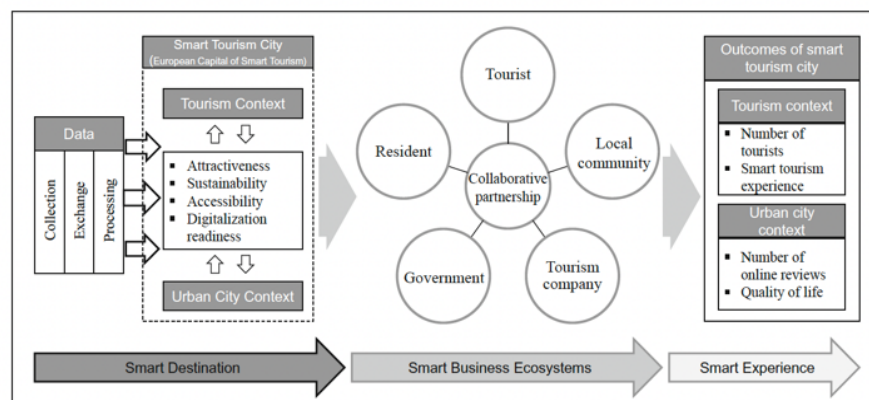 Smart Tourism City
(European Capital of Smart Tourism)
Tourism Context
Data
Collection
Exchange
Processing
▪ Attractiveness
▪ Sustainability
▪ Accessibility
▪ Digitalization
readiness
Urban City Context
Tourist
Resident
Local
community
Collaborative
partnership
Government
Tourism
company
Outcomes of smart
tourism city
Tourism context
▪ Number of
tourists
▪ Smart tourism
experience
Urban city
context
▪ Number of
online reviews
▪ Quality of life
Smart Destination
Smart Business Ecosystems
Smart Experience